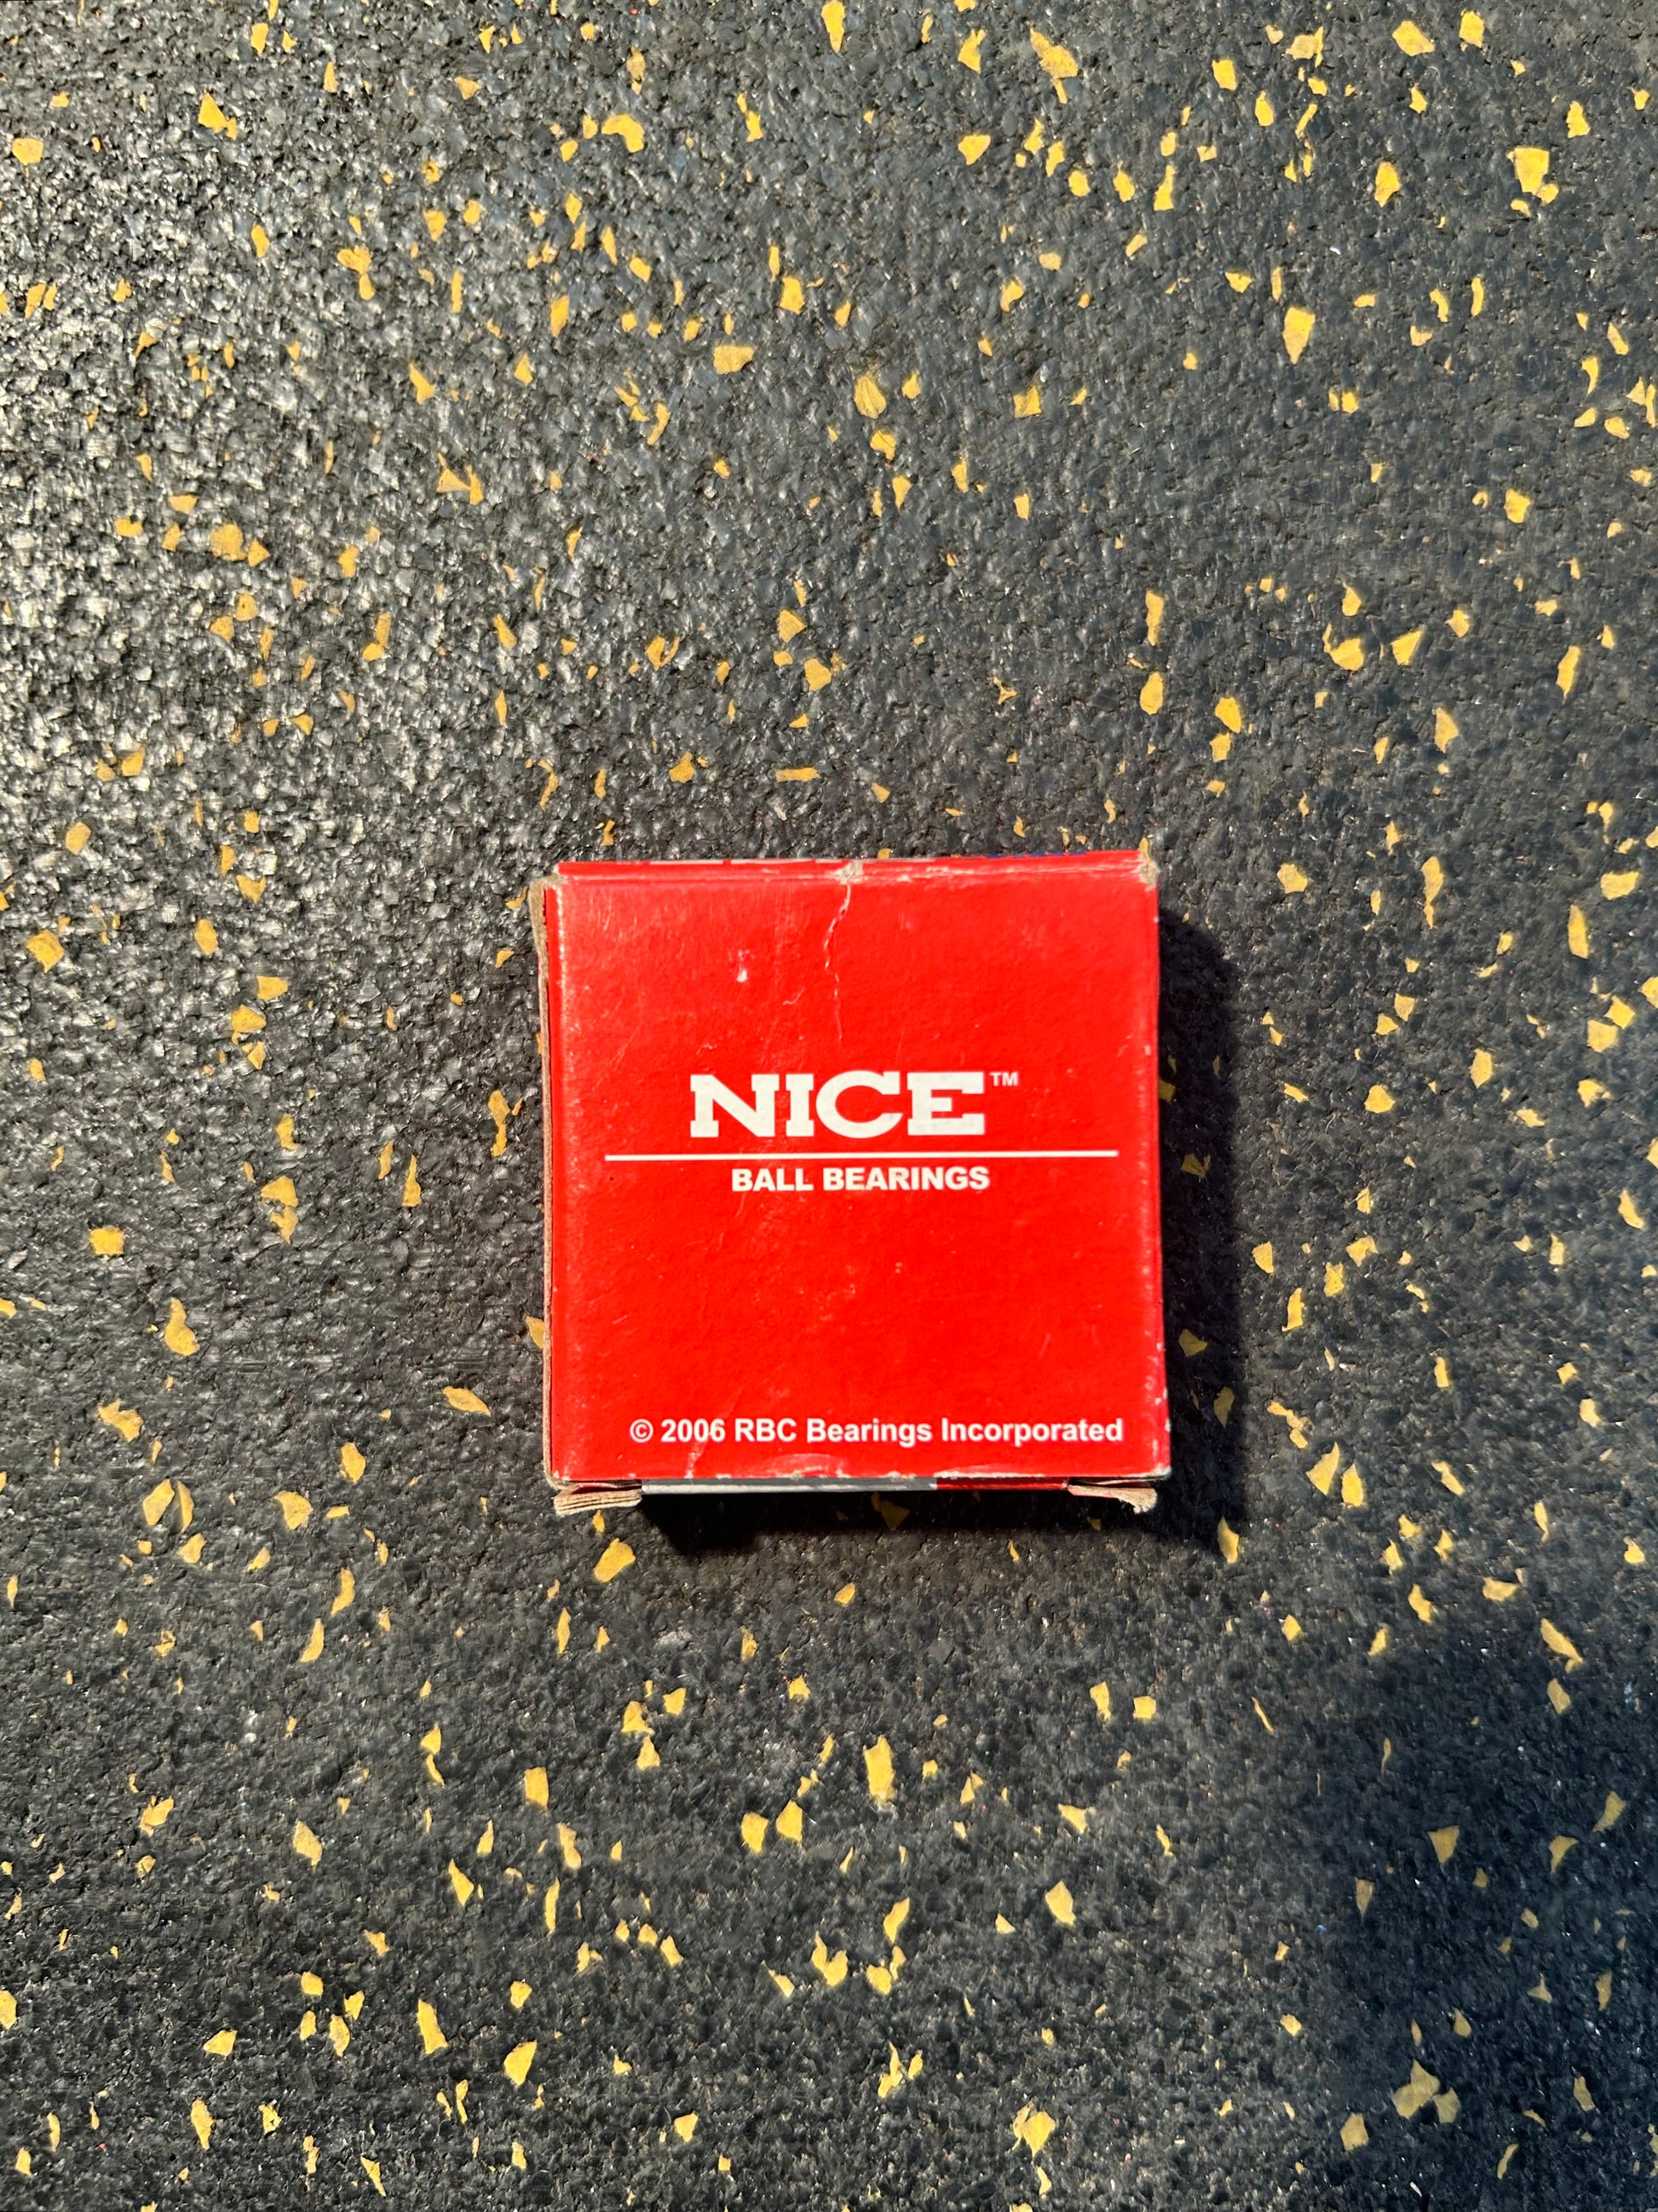 NICE™
BALL BEARINGS
© 2006 RBC Bearings Incorporated